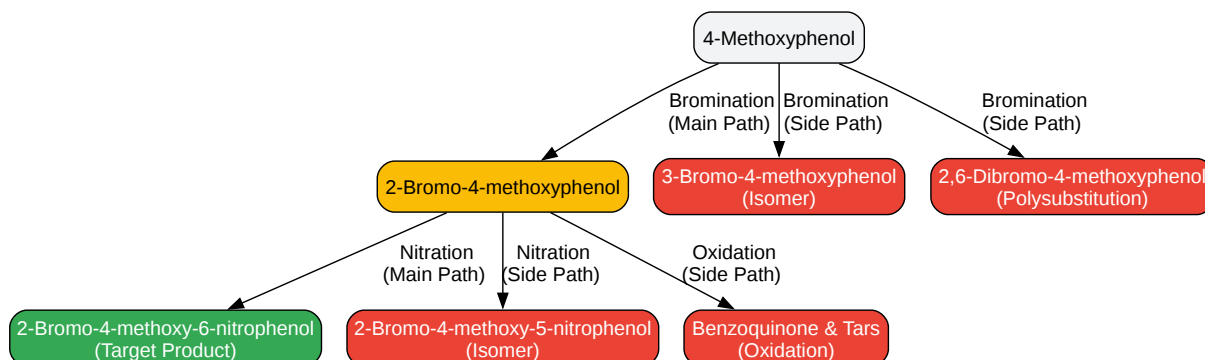 4-Methoxyphenol
Bromination
(Main Path)
Bromination
(Side Path)
Bromination
(Side Path)
2-Bromo-4-methoxyphenol
3-Bromo-4-methoxyphenol
(Isomer)
2,6-Dibromo-4-methoxyphenol
(Polysubstitution)
Nitration
(Main Path)
Nitration
(Side Path)
Oxidation
(Side Path)
2-Bromo-4-methoxy-6-nitrophenol
(Target Product)
2-Bromo-4-methoxy-5-nitrophenol
(Isomer)
Benzoquinone & Tars
(Oxidation)